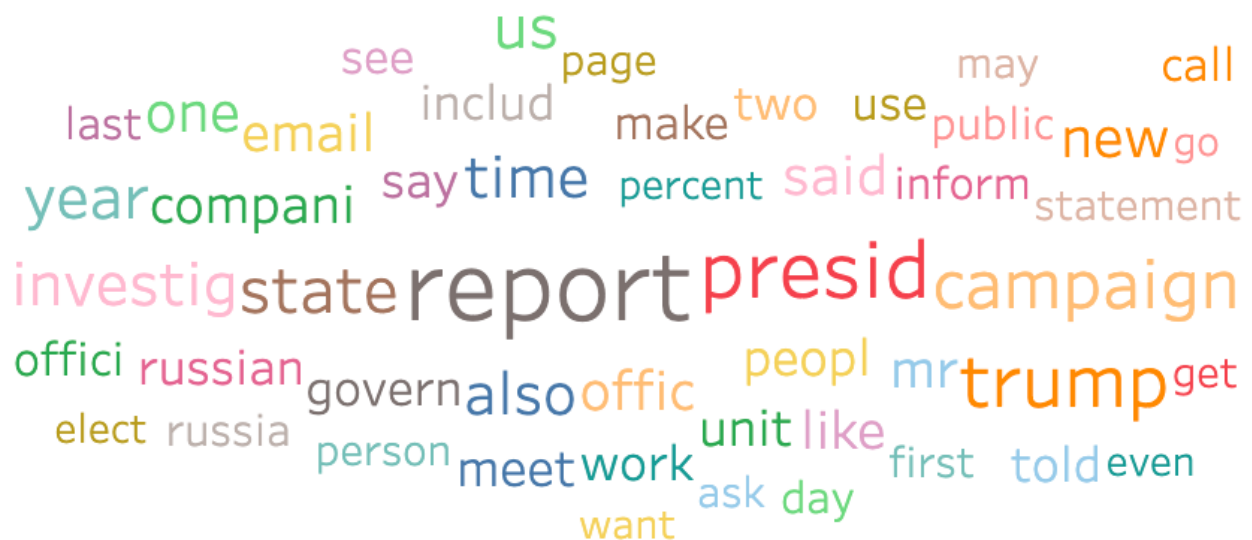 us
see page may call
last one email includ make two use public new go
year compani say time percent said inform statement
investig state report presid campaign
offici russian govern also offic peopl mr trump get
elect russia person meet work unit like first told even
ask day
want